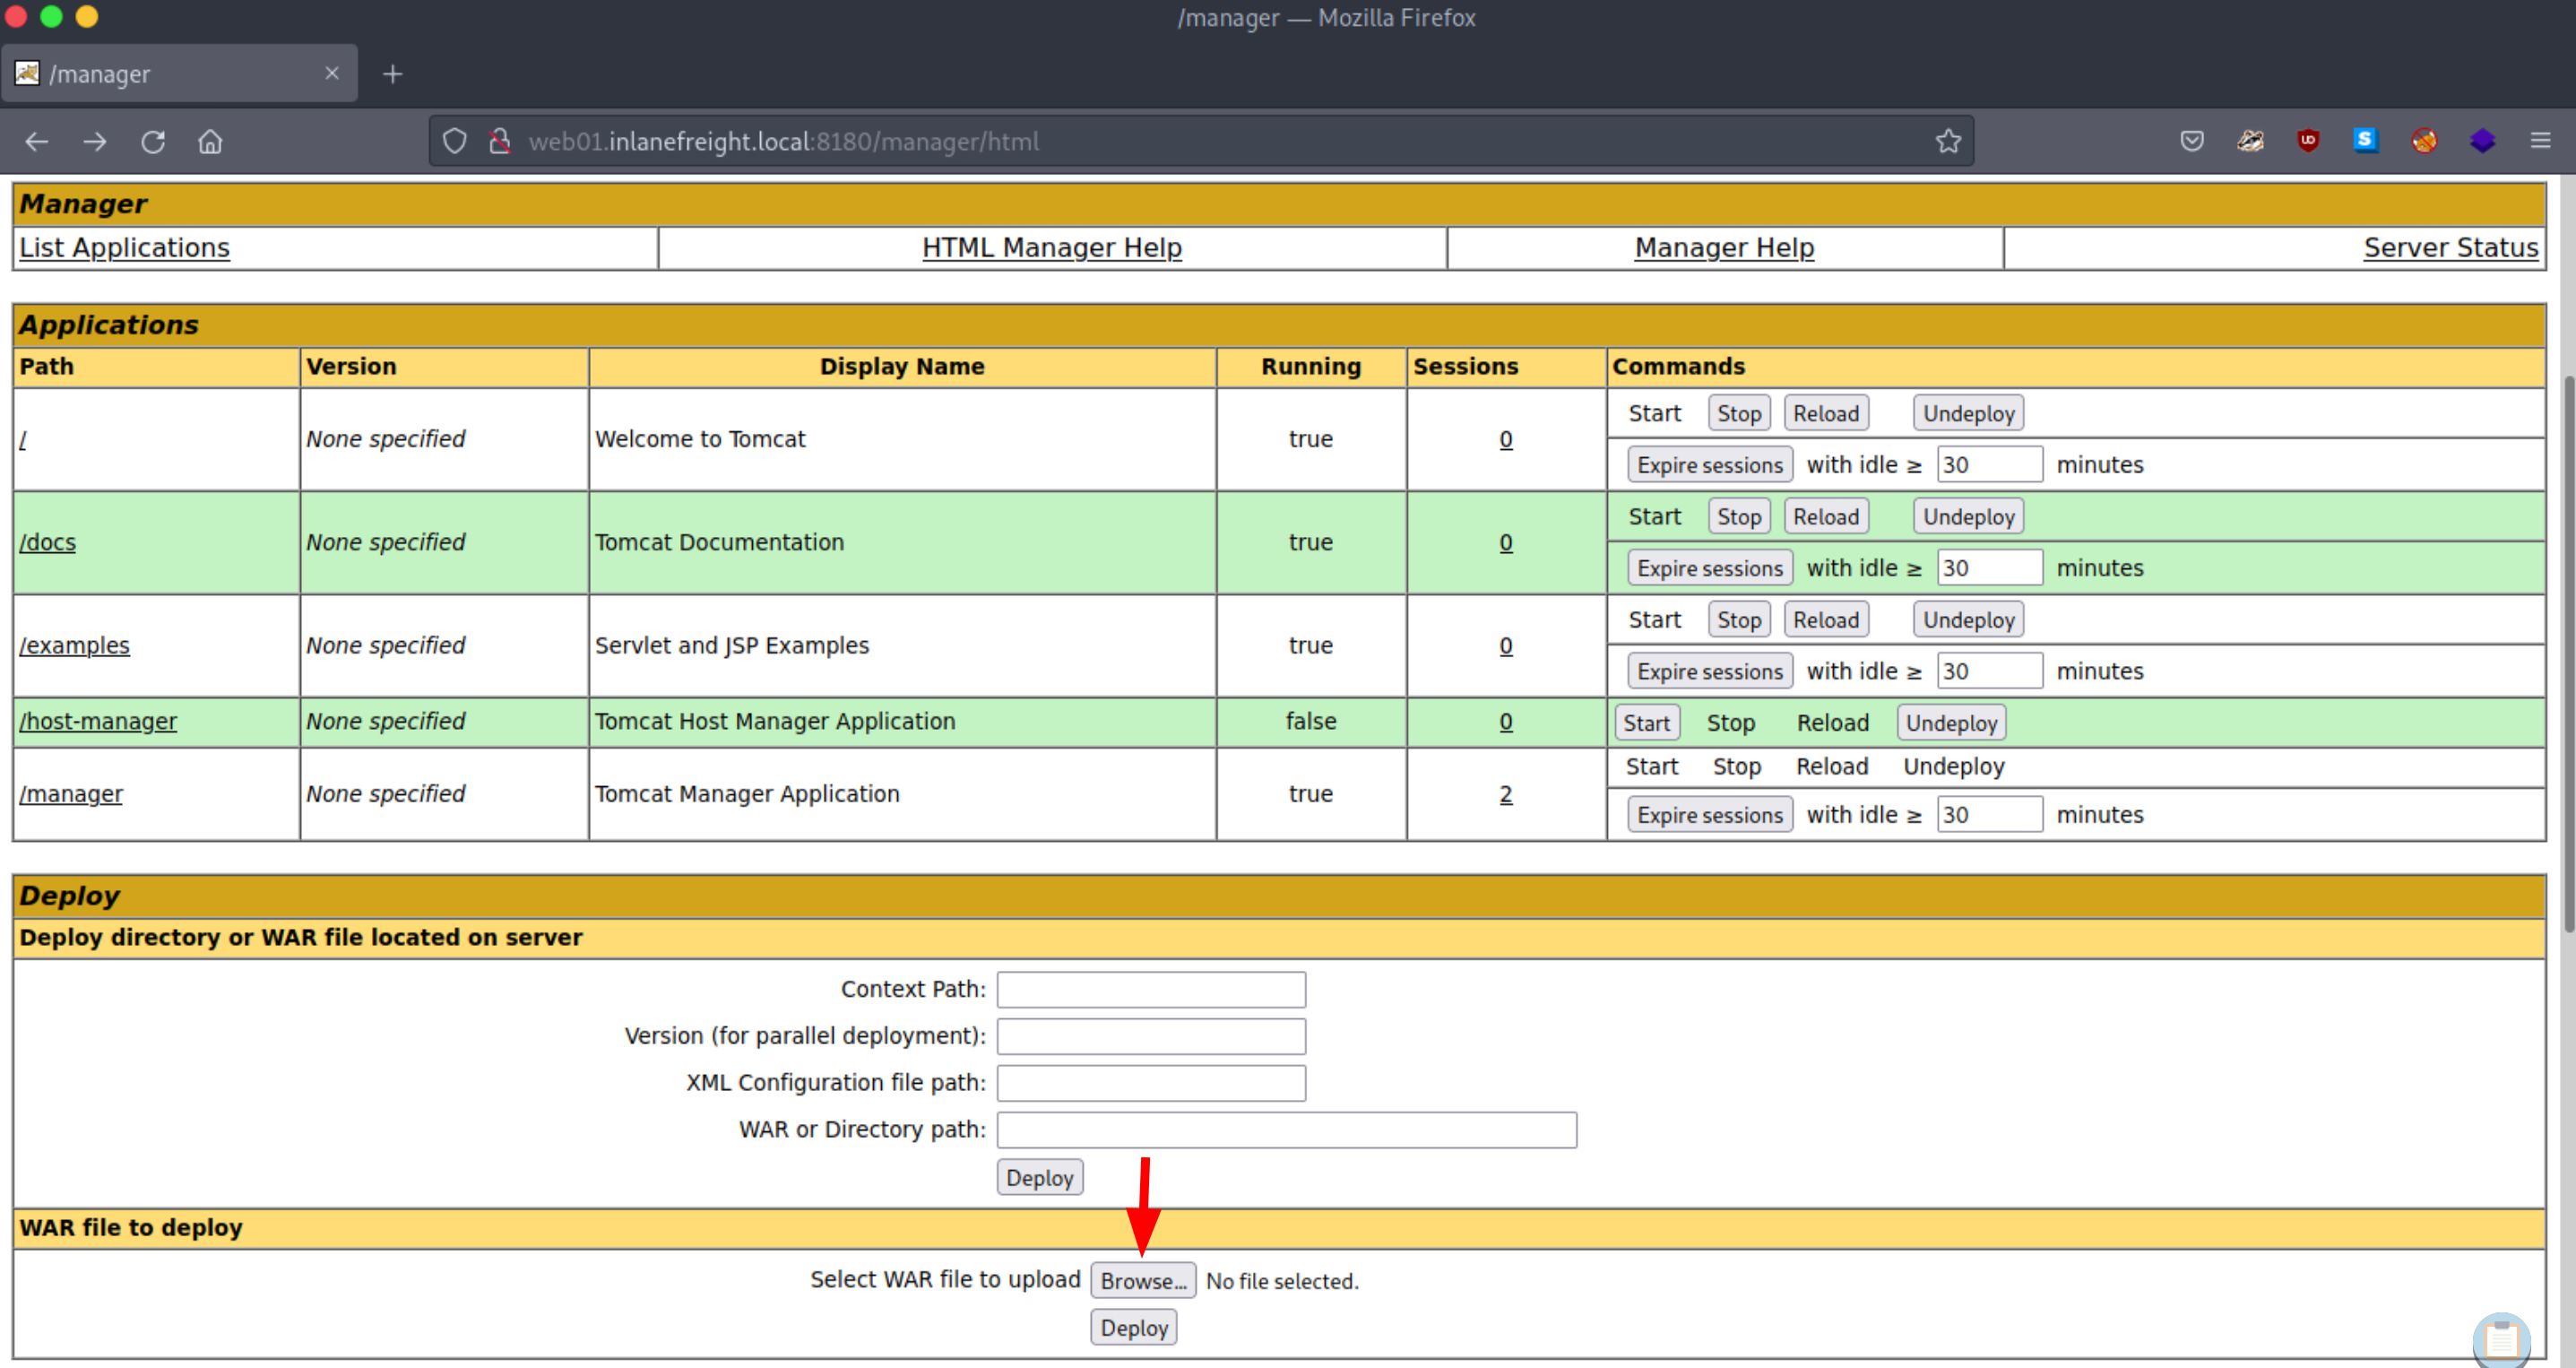 /manager — Mozilla Firefox
/manager
web01.inlanefreight.local:8180/manager/html
Manager
List Applications HTML Manager Help Manager Help Server Status
Applications
Path Version Display Name Running Sessions Commands
Start Stop Reload Undeploy
/ None specified Welcome to Tomcat true 0
Expire sessions with idle ≥ 30 minutes
Start Stop Reload Undeploy
/docs None specified Tomcat Documentation true 0
Expire sessions with idle ≥ 30 minutes
Start Stop Reload Undeploy
/examples None specified Servlet and JSP Examples true 0
Expire sessions with idle ≥ 30 minutes
/host-manager None specified Tomcat Host Manager Application false 0 Start Stop Reload Undeploy
Start Stop Reload Undeploy
/manager None specified Tomcat Manager Application true 2
Expire sessions with idle ≥ 30 minutes
Deploy
Deploy directory or WAR file located on server
Context Path:
Version (for parallel deployment):
XML Configuration file path:
WAR or Directory path:
Deploy
WAR file to deploy
Select WAR file to upload Browse... No file selected.
Deploy